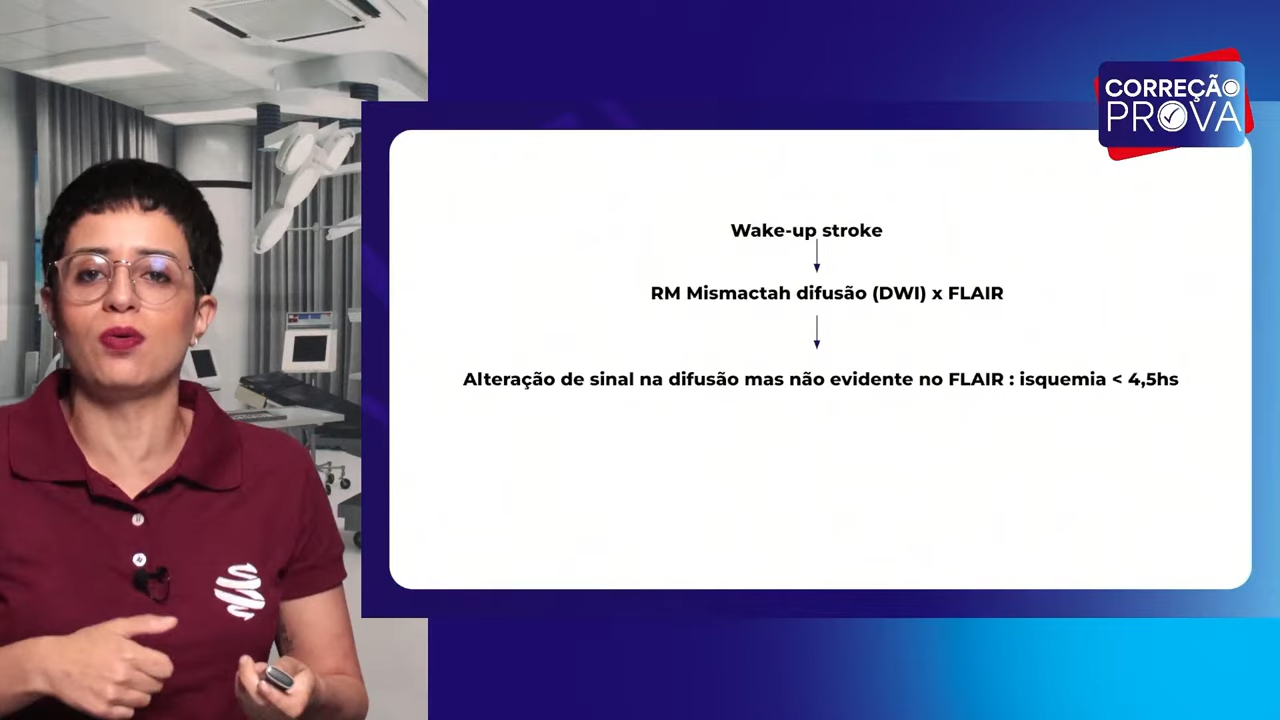 CORREÇÃO
PROVA
Wake-up stroke
RM Mismactah difusão (DWI) x FLAIR
Alteração de sinal na difusão mas não evidente no FLAIR : isquemia < 4,5hs